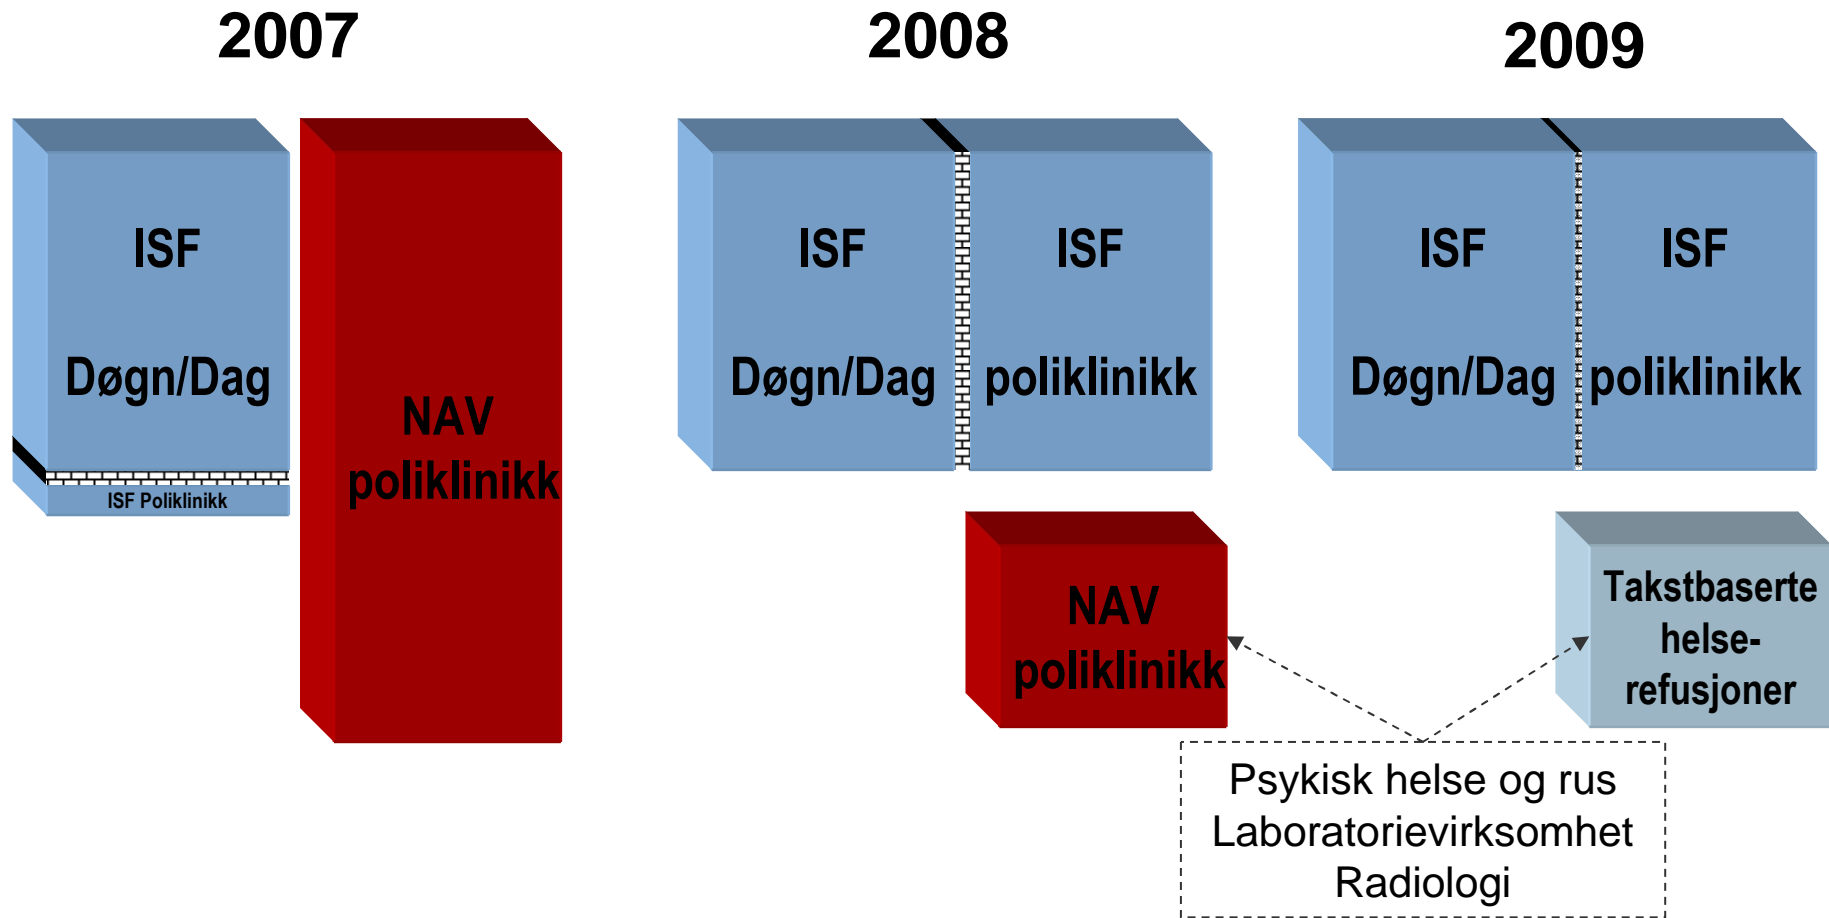 2007
2008
2009
ISF
Døgn/Dag
ISF Poliklinikk
NAV
poliklinikk
ISF
Døgn/Dag
ISF
poliklinikk
NAV
poliklinikk
ISF
Døgn/Dag
ISF
poliklinikk
Takstbaserte
helse-
refusjoner
Psykisk helse og rus
Laboratorievirksomhet
Radiologi